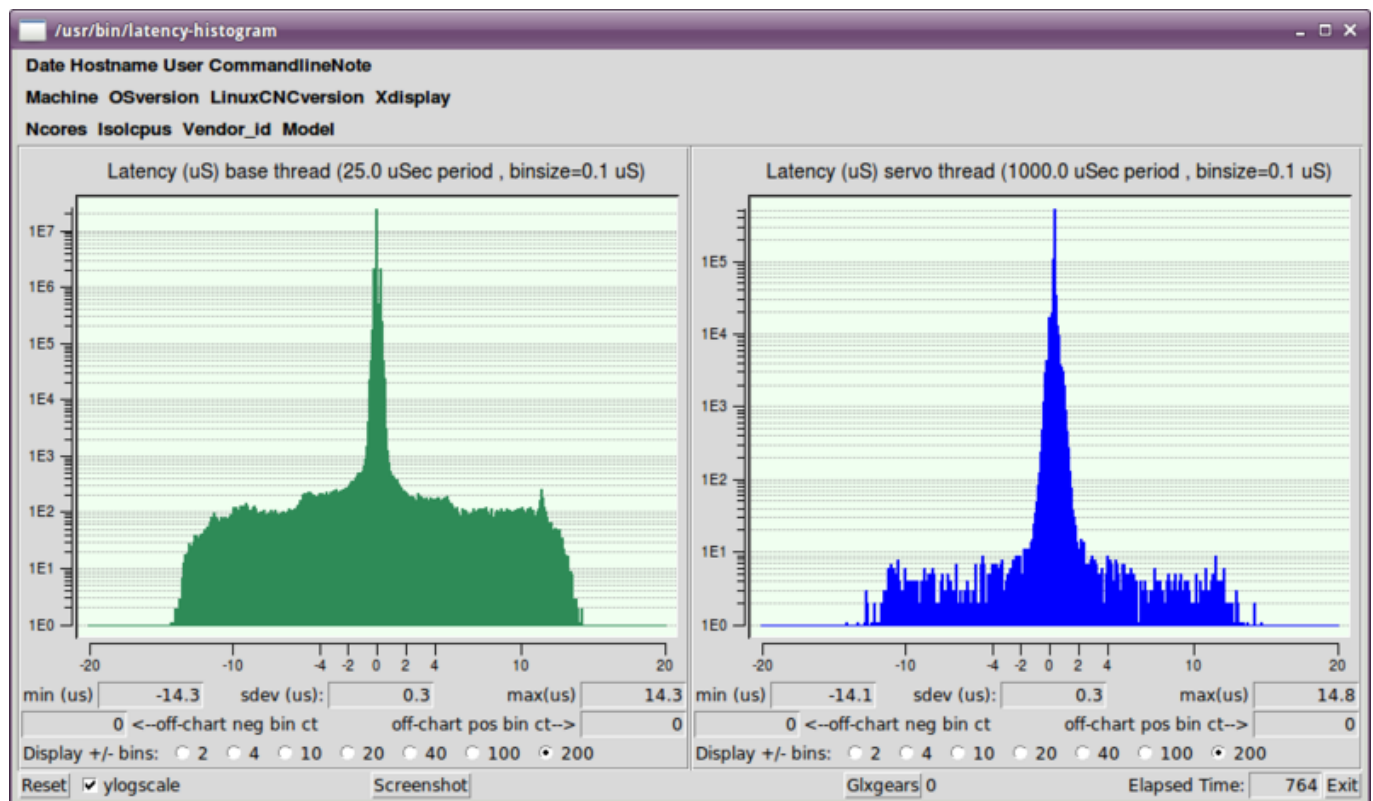 /usr/bin/latency-histogram
Date Hostname User CommandlineNote
Machine OSversion LinuxCNCversion Xdisplay
Ncores Isolcpus Vendor_id Model
Latency (uS) base thread (25.0 uSec period , binsize=0.1 uS)
1E7
1E6
1E5
1E4
1E3
1E2
1E1
1E0
-20 -10 -4 -2 0 2 4 10 20
min (us) -14.3 sdev (us): 0.3 max(us) 14.3
0 <--off-chart neg bin ct off-chart pos bin ct--> 0
Display +/- bins: 2 4 10 20 40 100 200
Latency (uS) servo thread (1000.0 uSec period , binsize=0.1 uS)
1E5
1E4
1E3
1E2
1E1
1E0
-20 -10 -4 -2 0 2 4 10 20
min (us) -14.1 sdev (us): 0.3 max(us) 14.8
0 <--off-chart neg bin ct off-chart pos bin ct--> 0
Display +/- bins: 2 4 10 20 40 100 200
Reset ylogscale Screenshot Glxgears 0 Elapsed Time: 764 Exit